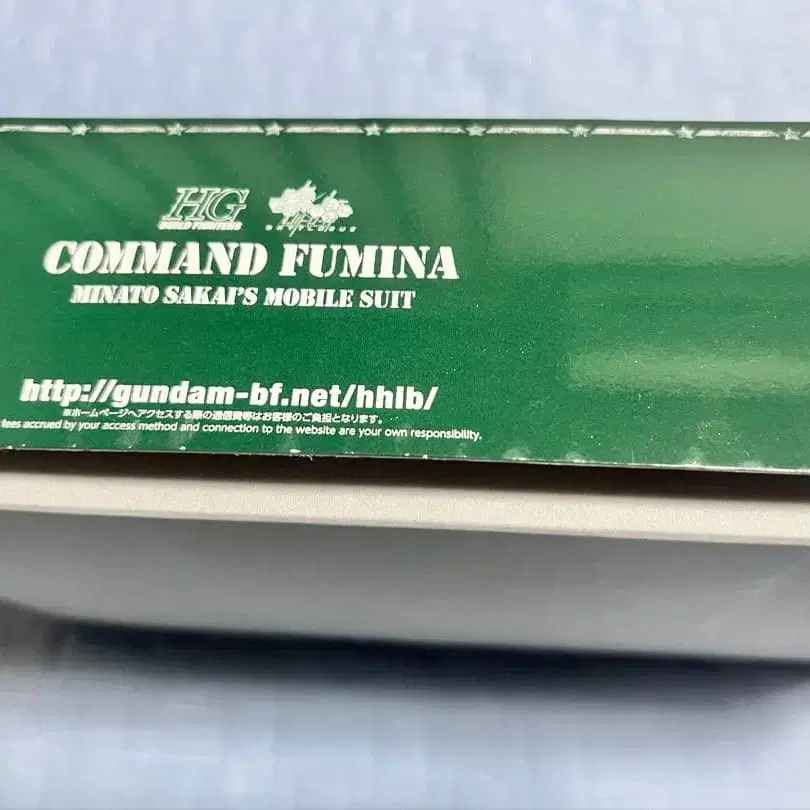 HG
BUILD FIGHTERS
COMMAND FUMINA
MINATO SAKAI'S MOBILE SUIT
http://gundam-bf.net/hhlb/
※ホームページへアクセスする際の通信費等はお客様のご負担となります。
fees accrued by your access method and connection to the website are your own responsibility.